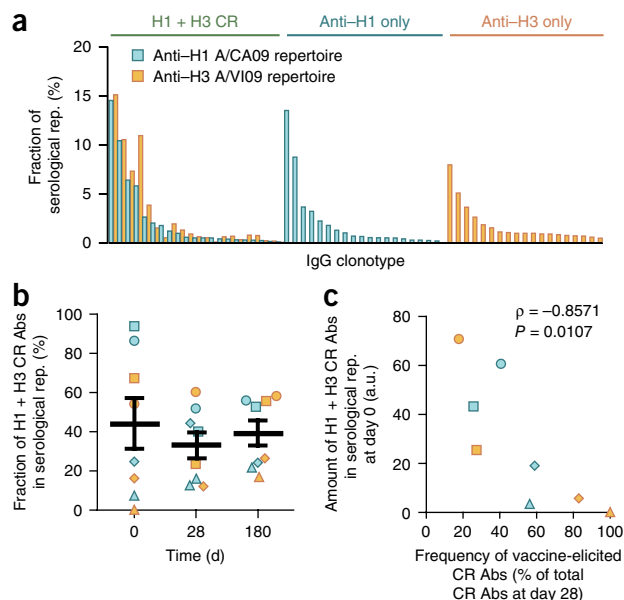 a
H1 + H3 CR
Anti–H1 only
Anti–H3 only
Anti–H1 A/CA09 repertoire
Anti–H3 A/VI09 repertoire
Fraction of
serological rep. (%)
20
15
10
5
0
IgG clonotype
b
Fraction of H1 + H3 CR Abs
in serological rep. (%)
100
80
60
40
20
0
0 28 180
Time (d)
c
ρ = –0.8571
P = 0.0107
Amount of H1 + H3 CR Abs
in serological rep.
at day 0 (a.u.)
80
60
40
20
0
0 20 40 60 80 100
Frequency of vaccine-elicited
CR Abs (% of total
CR Abs at day 28)